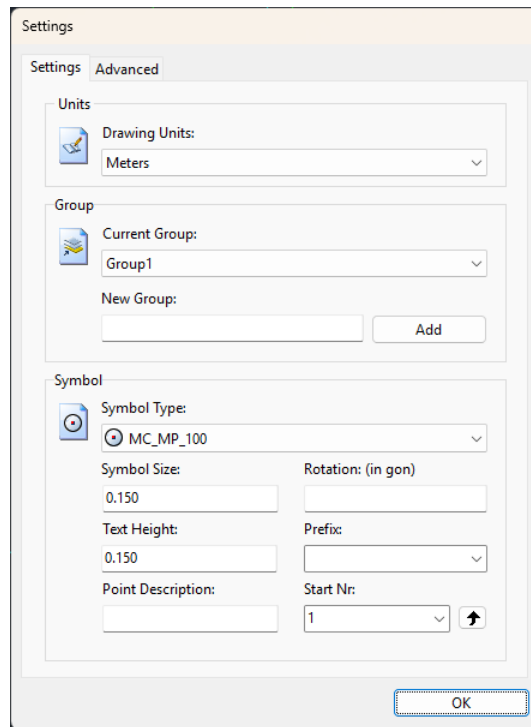 Settings
Settings Advanced
Units
Drawing Units:
Meters
Group
Current Group:
Group1
New Group:
Add
Symbol
Symbol Type:
MC_MP_100
Symbol Size: Rotation: (in gon)
0.150
Text Height: Prefix:
0.150
Point Description: Start Nr:
1
OK